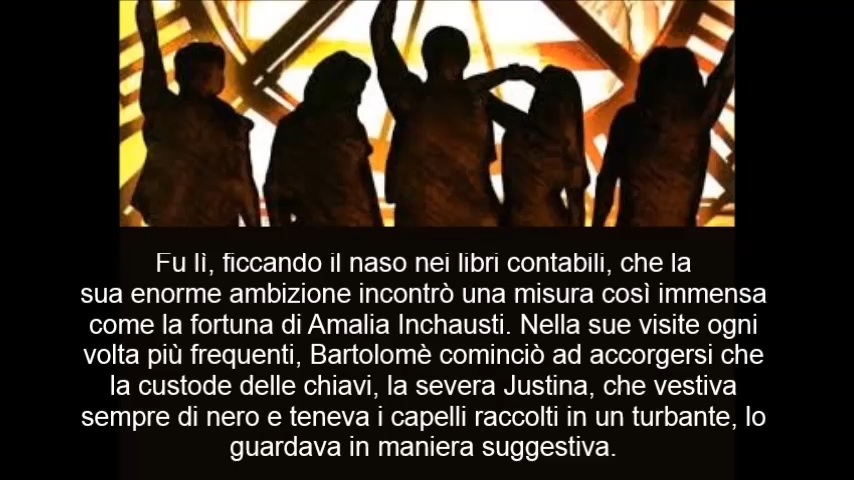 Fu lì, ficcando il naso nei libri contabili, che la
sua enorme ambizione incontrò una misura così immensa
come la fortuna di Amalia Inchausti. Nella sue visite ogni
volta più frequenti, Bartolomè cominciò ad accorgersi che
la custode delle chiavi, la severa Justina, che vestiva
sempre di nero e teneva i capelli raccolti in un turbante, lo
guardava in maniera suggestiva.